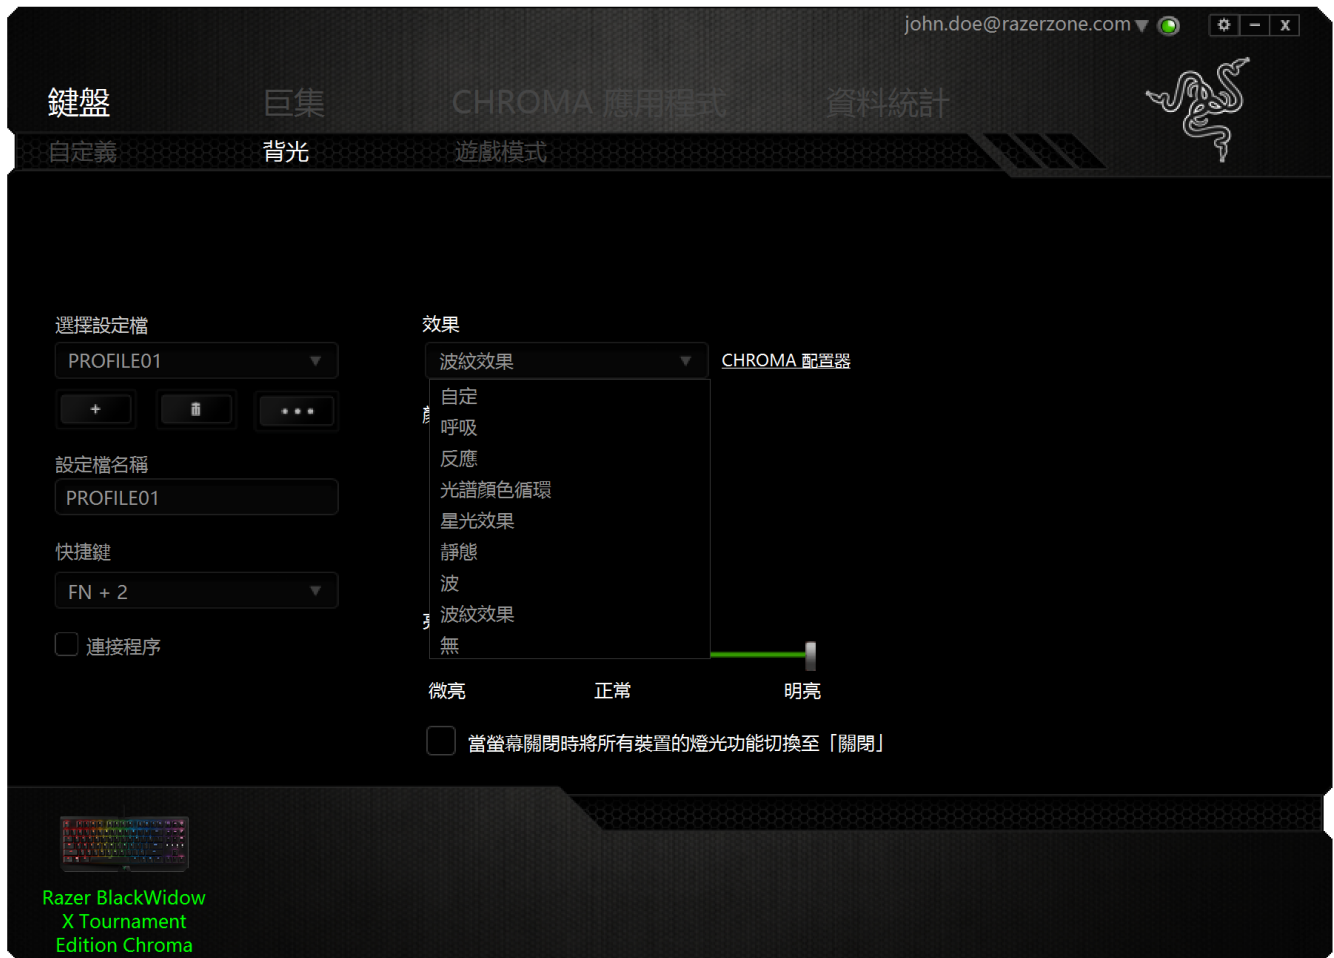 john.doe@razerzone.com
鍵盤
巨集
CHROMA 應用程式
資料統計
自定義
背光
遊戲模式
選擇設定檔
PROFILE01
設定檔名稱
PROFILE01
快捷鍵
FN + 2
連接程序
效果
波紋效果
CHROMA 配置器
自定
呼吸
反應
光譜顏色循環
星光效果
靜態
波
波紋效果
無
微亮
正常
明亮
當螢幕關閉時將所有裝置的燈光功能切換至「關閉」
Razer BlackWidow
X Tournament
Edition Chroma